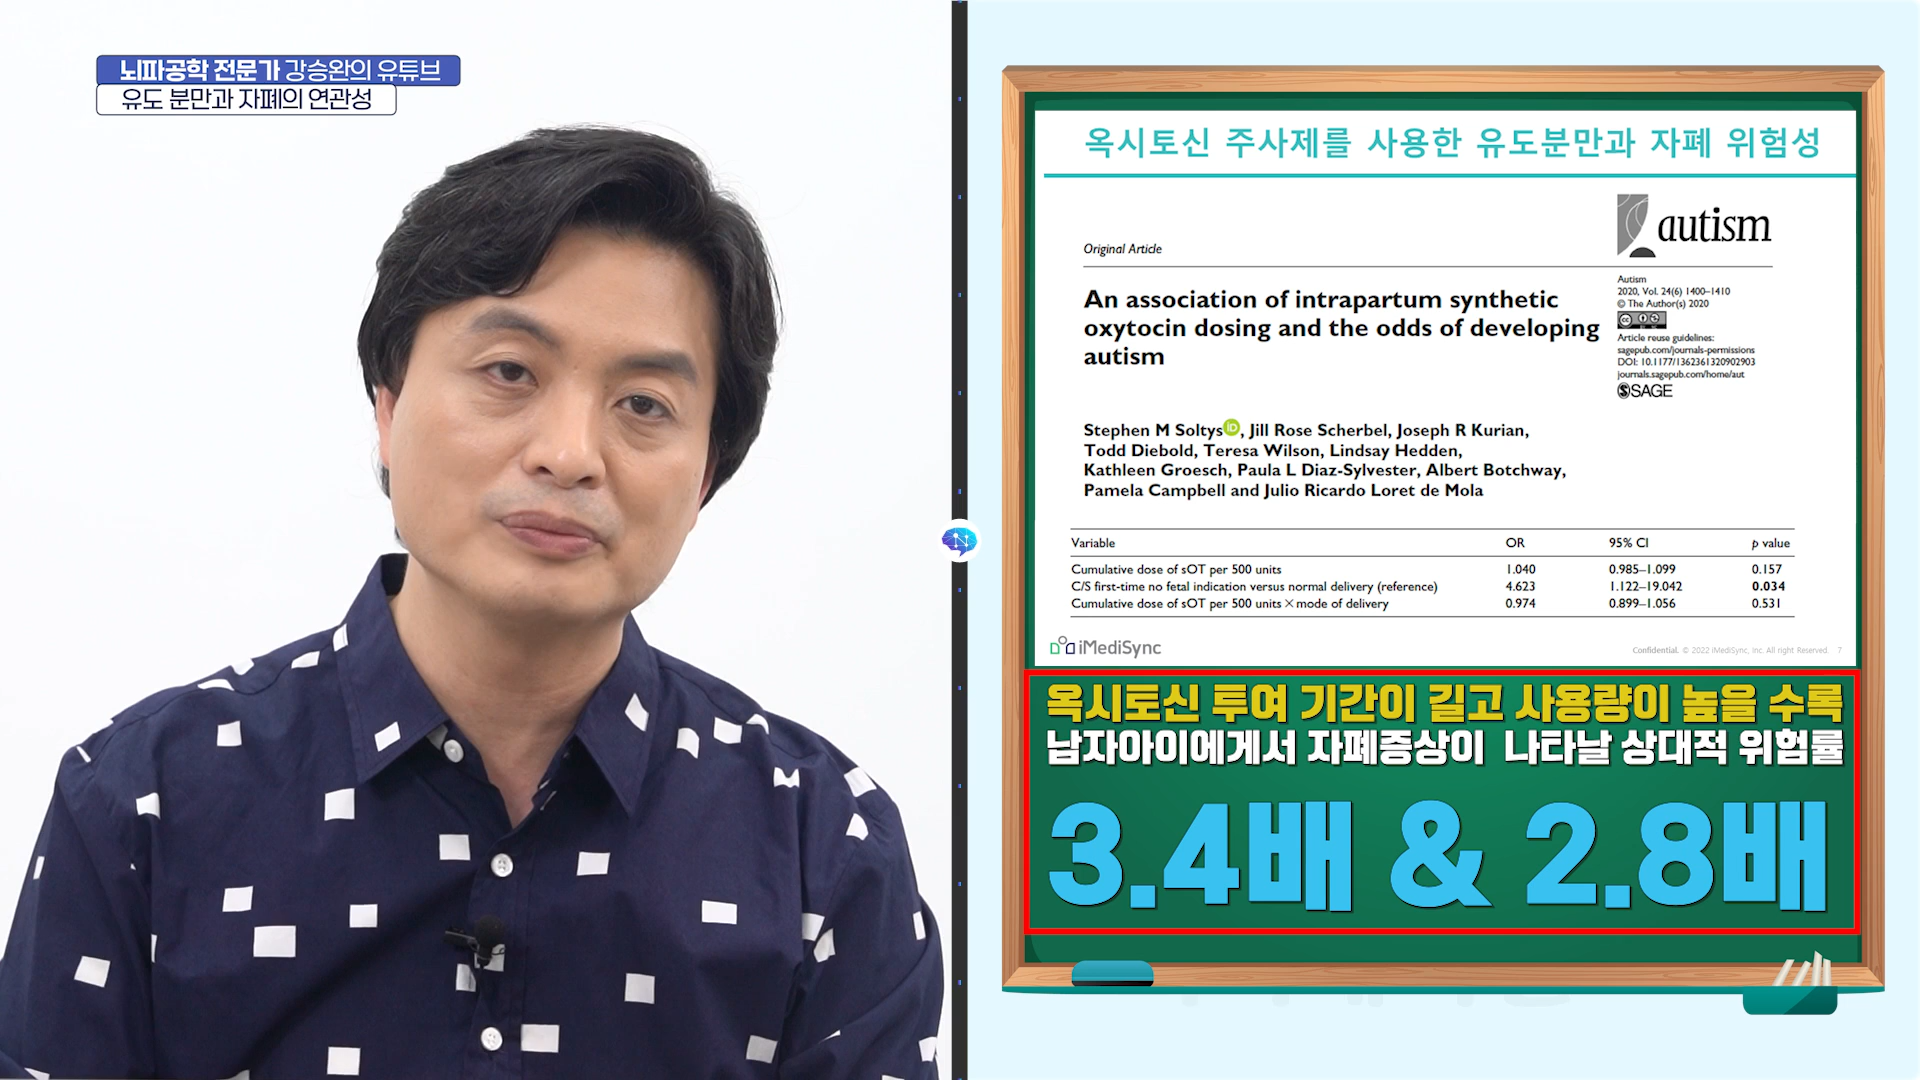 뇌파공학 전문가 강승완의 유튜브
유도 분만과 자폐의 연관성
옥시토신 주사제를 사용한 유도분만과 자폐 위험성
autism
Original Article
Autism
2020, Vol. 24(6) 1400–1410
© The Author(s) 2020
Article reuse guidelines:
sagepub.com/journals-permissions
DOI: 10.1177/1362361320902903
journals.sagepub.com/home/aut
SAGE
An association of intrapartum synthetic
oxytocin dosing and the odds of developing
autism
Stephen M Soltys iD, Jill Rose Scherbel, Joseph R Kurian,
Todd Diebold, Teresa Wilson, Lindsay Hedden,
Kathleen Groesch, Paula L Diaz-Sylvester, Albert Botchway,
Pamela Campbell and Julio Ricardo Loret de Mola
Variable OR 95% CI p value
Cumulative dose of sOT per 500 units 1.040 0.985–1.099 0.157
C/S first-time no fetal indication versus normal delivery (reference) 4.623 1.122–19.042 0.034
Cumulative dose of sOT per 500 units × mode of delivery 0.974 0.899–1.056 0.531
iMediSync
Confidential. © 2022 iMediSync, Inc. All right Reserved. 7
옥시토신 투여 기간이 길고 사용량이 높을 수록
남자아이에게서 자폐증상이 나타날 상대적 위험률
3.4배 & 2.8배